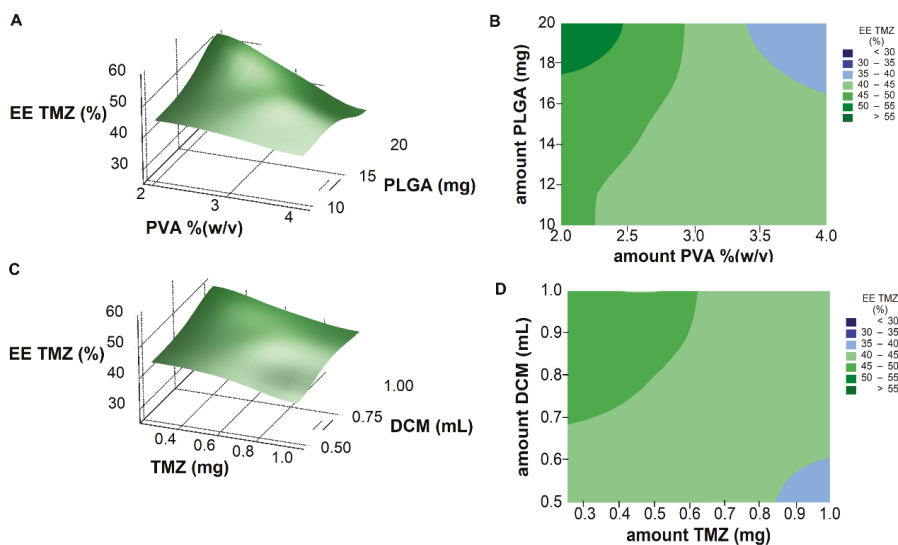 A
60
50
EE TMZ (%)
40
30
2
3
4
PVA %(w/v)
20
15
10
PLGA (mg)
B
20
18
16
12
10
amount PLGA (mg)
2.0 2.5 3.0 3.5 4.0
amount PVA %(w/v)
EE TMZ
(%)
< 30
30 – 35
35 – 40
40 – 45
45 – 50
50 – 55
> 55
C
60
50
EE TMZ (%)
40
30
0.4 0.6 0.8 1.0
TMZ (mg)
1.00
0.75
0.50
DCM (mL)
D
1.0
0.9
0.8
0.7
0.6
0.5
amount DCM (mL)
0.3 0.4 0.5 0.6 0.7 0.8 0.9 1.0
amount TMZ (mg)
EE TMZ
(%)
< 30
30 – 35
35 – 40
40 – 45
45 – 50
50 – 55
> 55